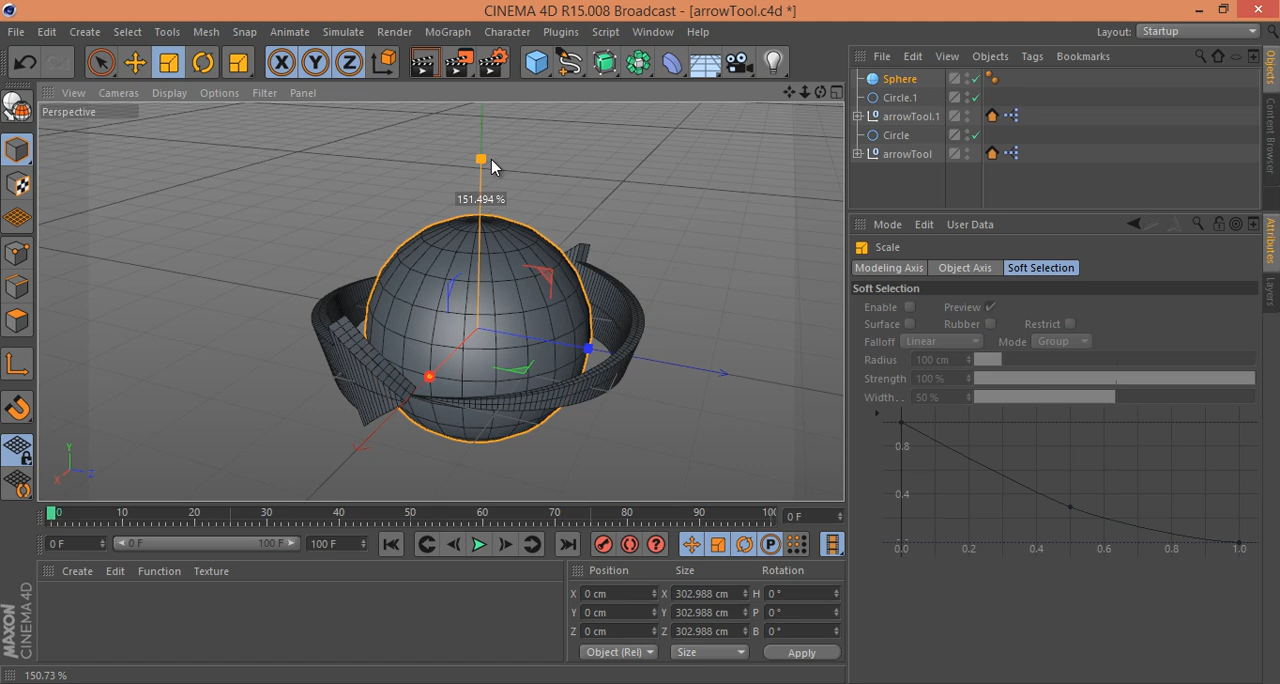 CINEMA 4D R15.008 Broadcast - [arrowTool.c4d *]
File Edit Create Select Tools Mesh Snap Animate Simulate Render MoGraph Character Plugins Script Window Help
Layout: Startup
X Y Z
File Edit View Objects Tags Bookmarks
View Cameras Display Options Filter Panel
Perspective
Sphere
Circle.1
arrowTool.1
Circle
arrowTool
Objects
Content Browser
151.494 %
Mode Edit User Data
Scale
Modeling Axis Object Axis Soft Selection
Soft Selection
Enable Preview
Surface Rubber Restrict
Falloff Linear Mode Group
Radius 100 cm
Strength 100 %
Width . . 50 %
0.8
0.4
0.0 0.2 0.4 0.6 0.8 1.0
Attributes
Layers
Y
X Z
0 10 20 30 40 50 60 70 80 90 100 0 F
0 F 0 F 100 F 100 F
Create Edit Function Texture
Position Size Rotation
X 0 cm X 302.988 cm H 0 °
Y 0 cm Y 302.988 cm P 0 °
Z 0 cm Z 302.988 cm B 0 °
Object (Rel) Size Apply
MAXON
CINEMA 4D
150.73 %